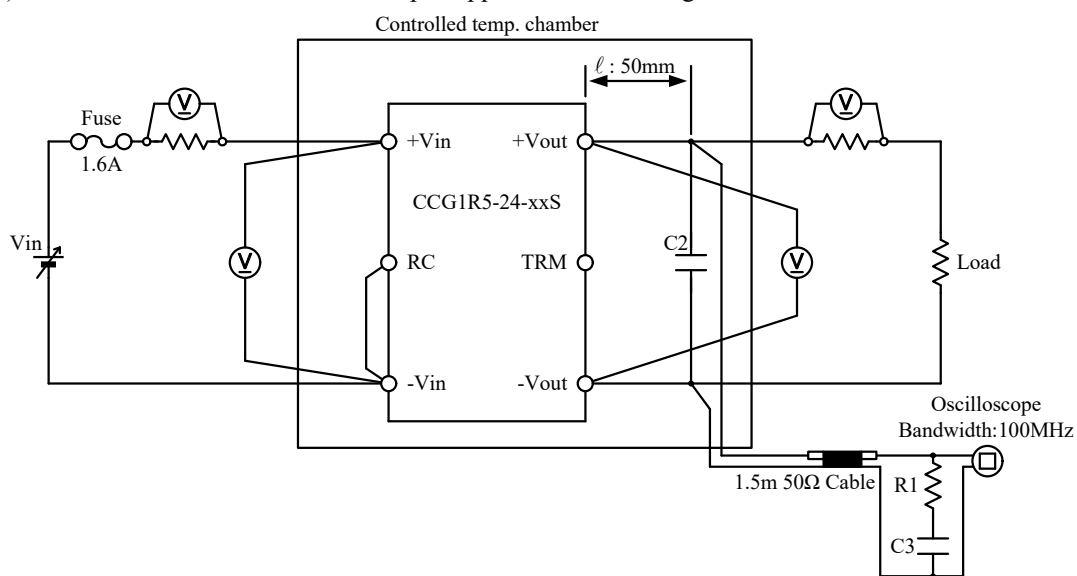 Controlled temp. chamber
ℓ : 50mm
V
V
Fuse
1.6A
+Vin
+Vout
CCG1R5-24-xxS
Vin
V
RC
TRM
C2
V
Load
-Vin
-Vout
Oscilloscope
Bandwidth:100MHz
1.5m 50Ω Cable
R1
C3